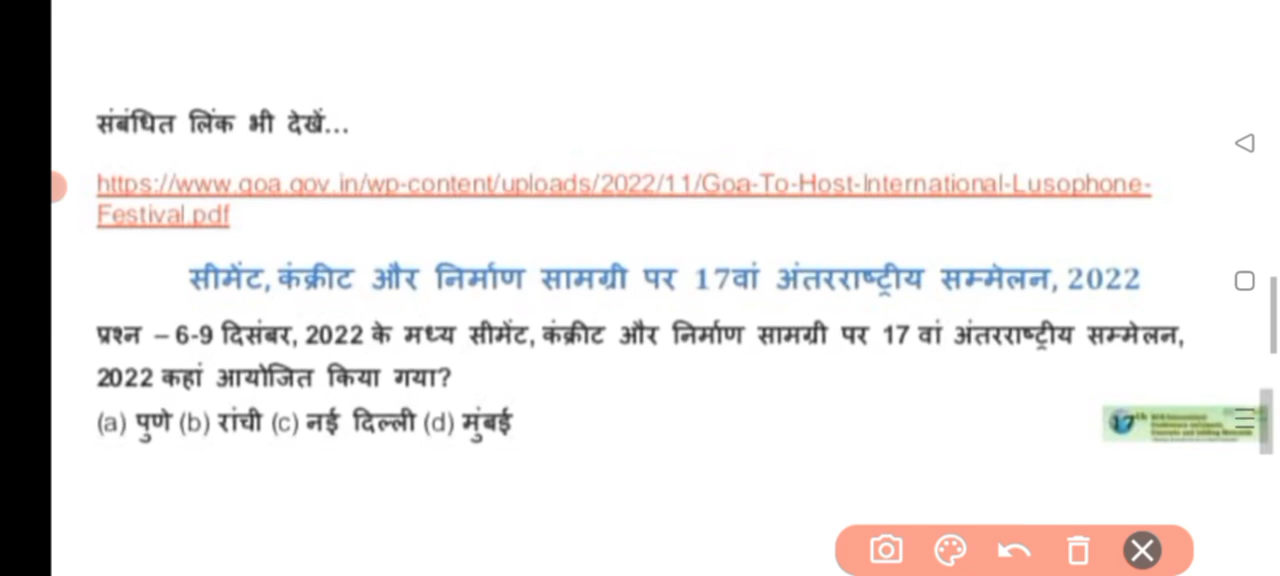 संबंधित लिंक भी देखें...
https://www.goa.gov.in/wp-content/uploads/2022/11/Goa-To-Host-International-Lusophone-
Festival.pdf
सीमेंट, कंक्रीट और निर्माण सामग्री पर 17वां अंतरराष्ट्रीय सम्मेलन, 2022
प्रश्न – 6-9 दिसंबर, 2022 के मध्य सीमेंट, कंक्रीट और निर्माण सामग्री पर 17 वां अंतरराष्ट्रीय सम्मेलन,
2022 कहां आयोजित किया गया?
(a) पुणे (b) रांची (c) नई दिल्ली (d) मुंबई
17th